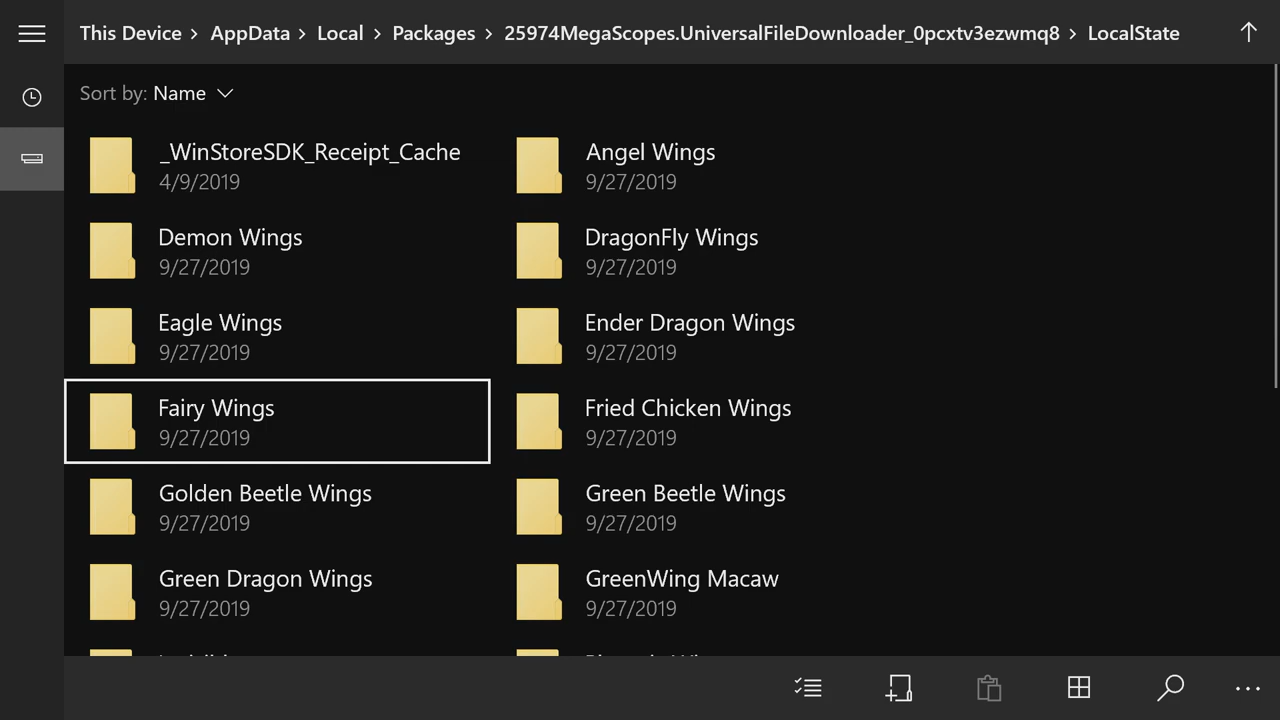 This Device > AppData > Local > Packages > 25974MegaScopes.UniversalFileDownloader_0pcxtv3ezwmq8 > LocalState
Sort by: Name
_WinStoreSDK_Receipt_Cache
4/9/2019
Angel Wings
9/27/2019
Demon Wings
9/27/2019
DragonFly Wings
9/27/2019
Eagle Wings
9/27/2019
Ender Dragon Wings
9/27/2019
Fairy Wings
9/27/2019
Fried Chicken Wings
9/27/2019
Golden Beetle Wings
9/27/2019
Green Beetle Wings
9/27/2019
Green Dragon Wings
9/27/2019
GreenWing Macaw
9/27/2019